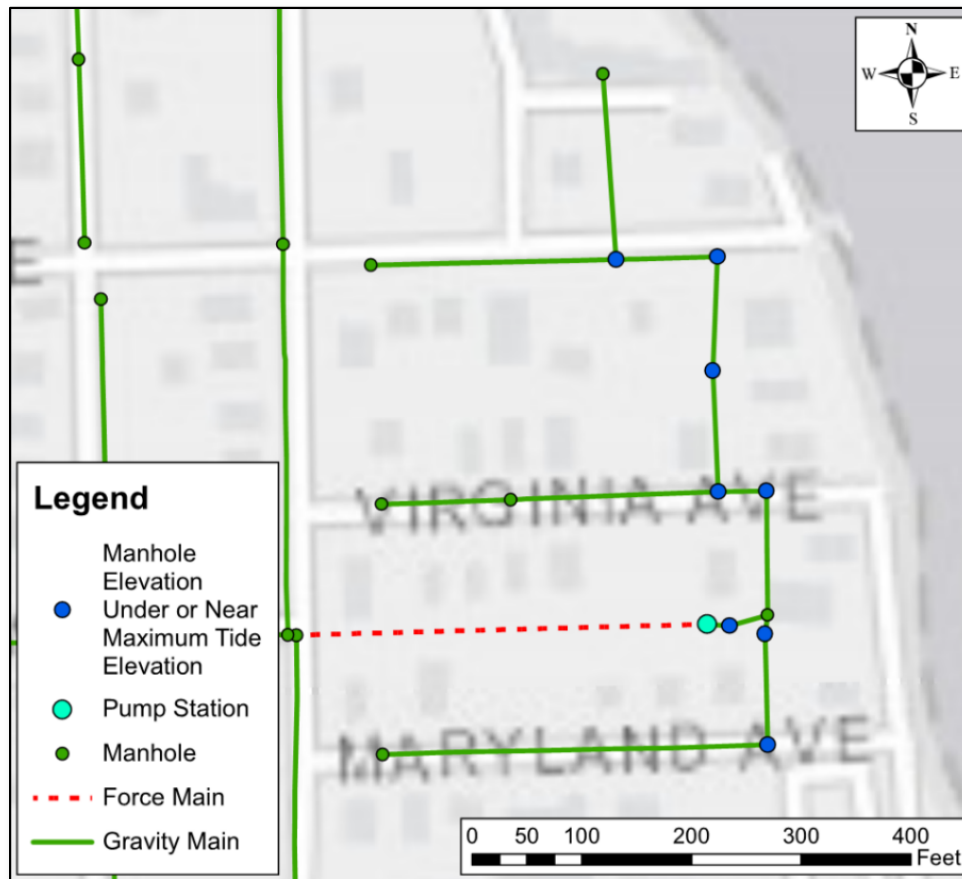 N
W E
S
E
VIRGINIA AVE
Legend
Manhole
Elevation
Under or Near
Maximum Tide
Elevation
Pump Station
Manhole
Force Main
Gravity Main
MARYLAND AVE
0 50 100 200 300 400
Feet